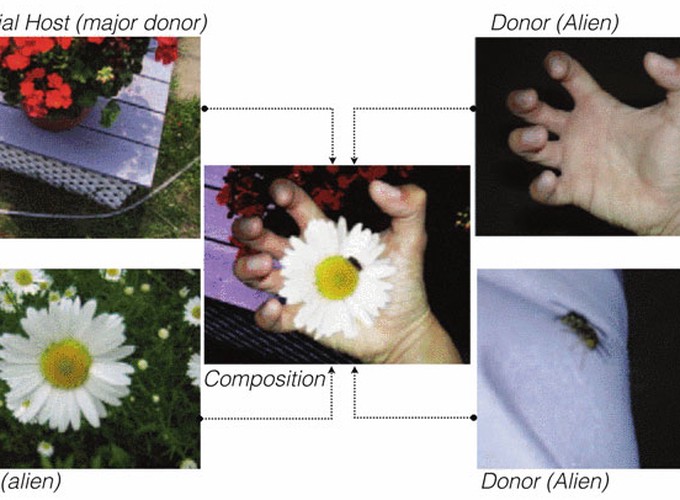 ial Host (major donor)
Donor (Alien)
Composition
(alien)
Donor (Alien)